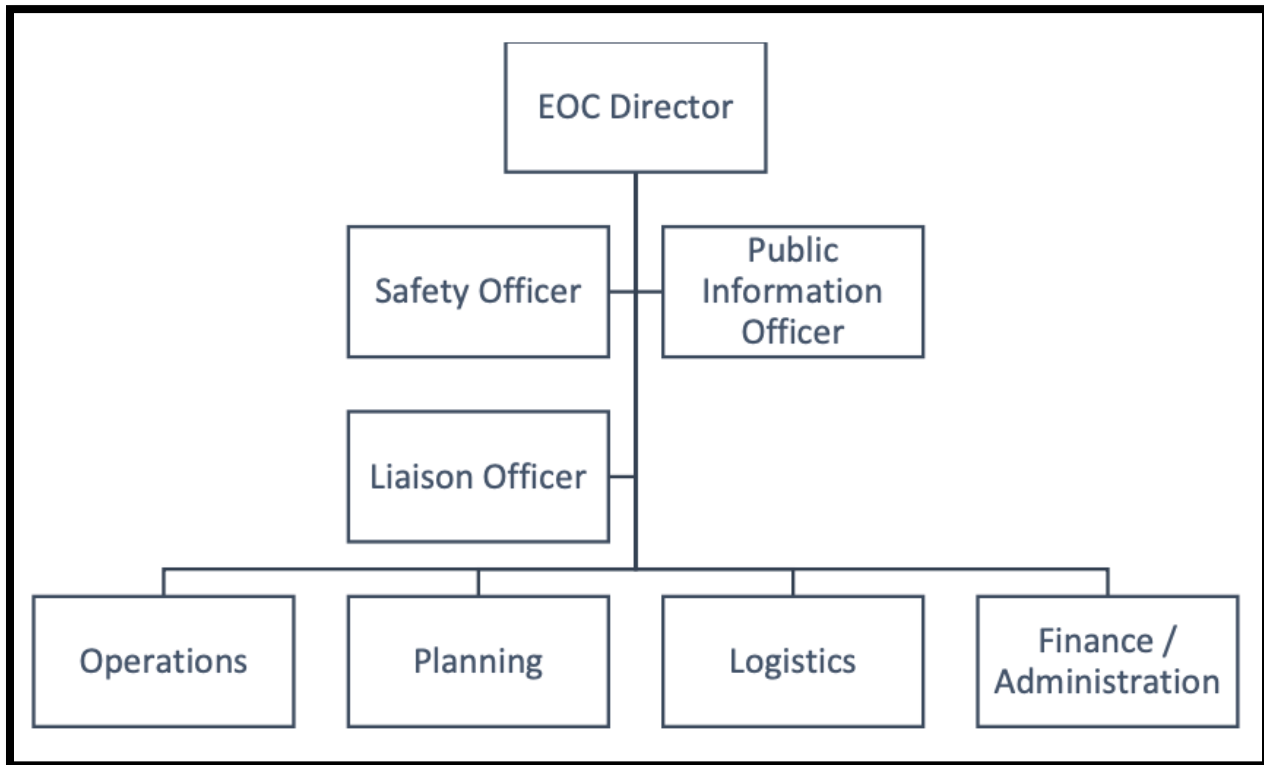 EOC Director
Safety Officer
Public
Information
Officer
Liaison Officer
Operations
Planning
Logistics
Finance /
Administration